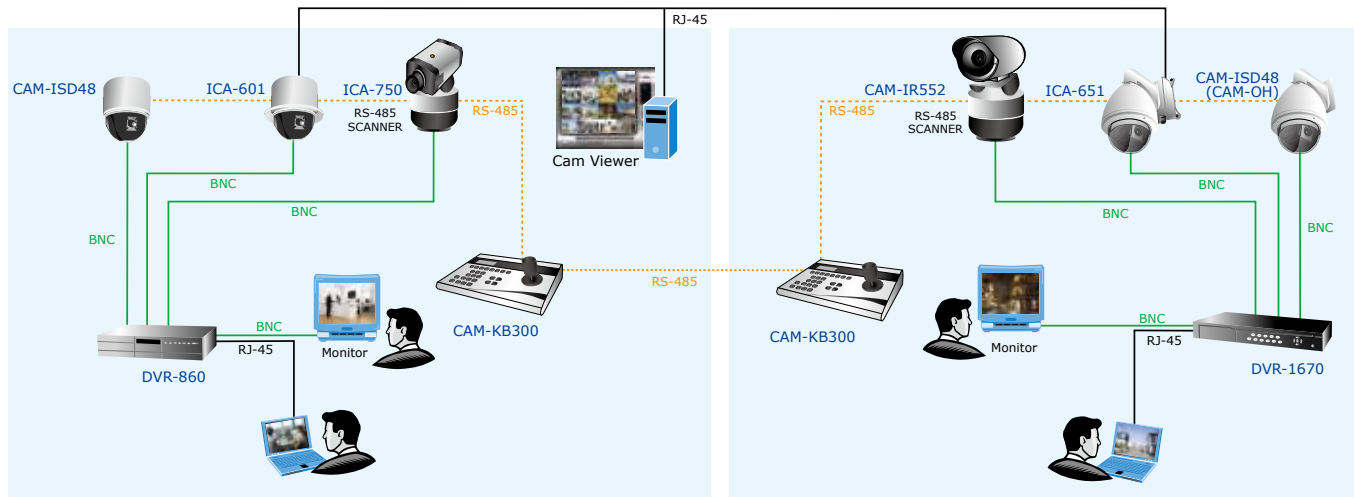 RJ-45
CAM-ISD48
ICA-601
ICA-750
RS-485
SCANNER
RS-485
Cam Viewer
BNC
BNC
BNC
CAM-KB300
BNC
Monitor
RJ-45
DVR-860
RS-485
CAM-IR552
RS-485
RS-485
SCANNER
ICA-651
CAM-ISD48
(CAM-OH)
BNC
BNC
BNC
CAM-KB300
Monitor
BNC
RJ-45
DVR-1670